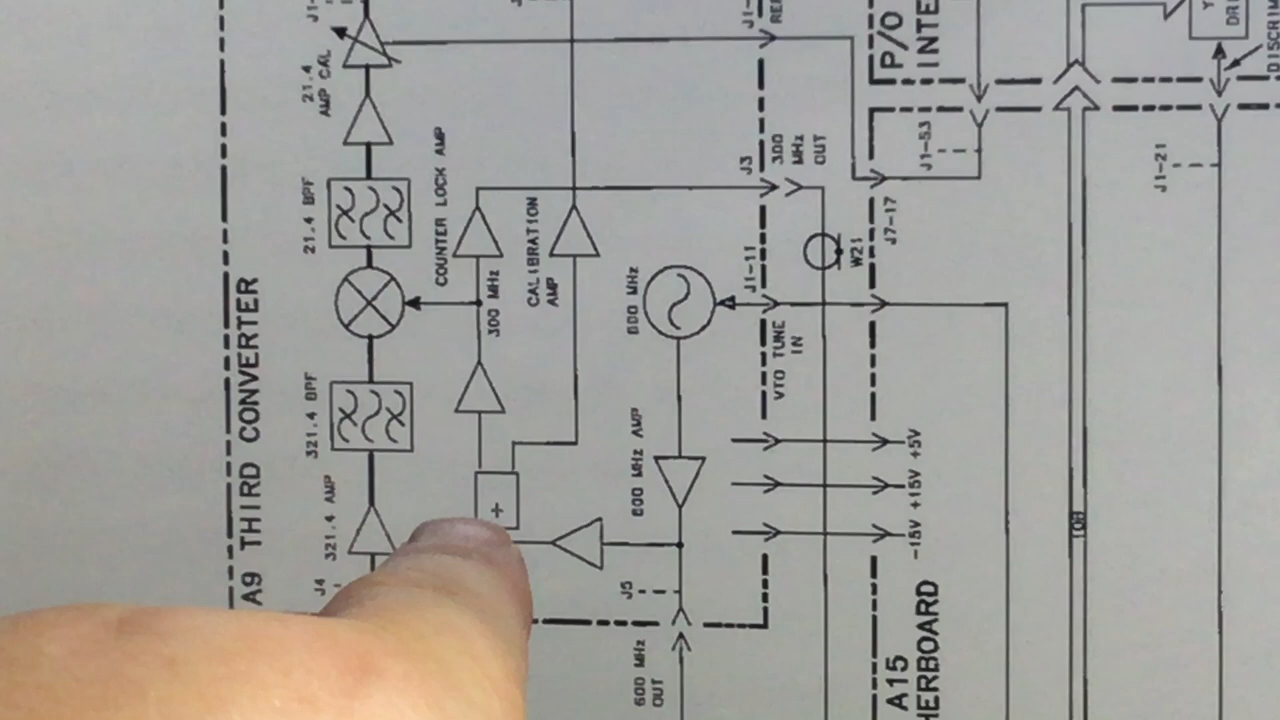 A9 THIRD CONVERTER
J4
321.4 AMP
321.4 BPF
21.4 BPF
21.4
AMP CAL
J1-
COUNTER LOCK AMP
300 MHz
÷
CALIBRATION
AMP
600 MHz
600 MHz AMP
J5
600 MHz
OUT
J3
300
MHz
OUT
J1-11
VTO TUNE
IN
W21
J7-17
+5V
+15V
-15V
A15
HERBOARD
P/O
INTE
J1-53
J1-21
J1-